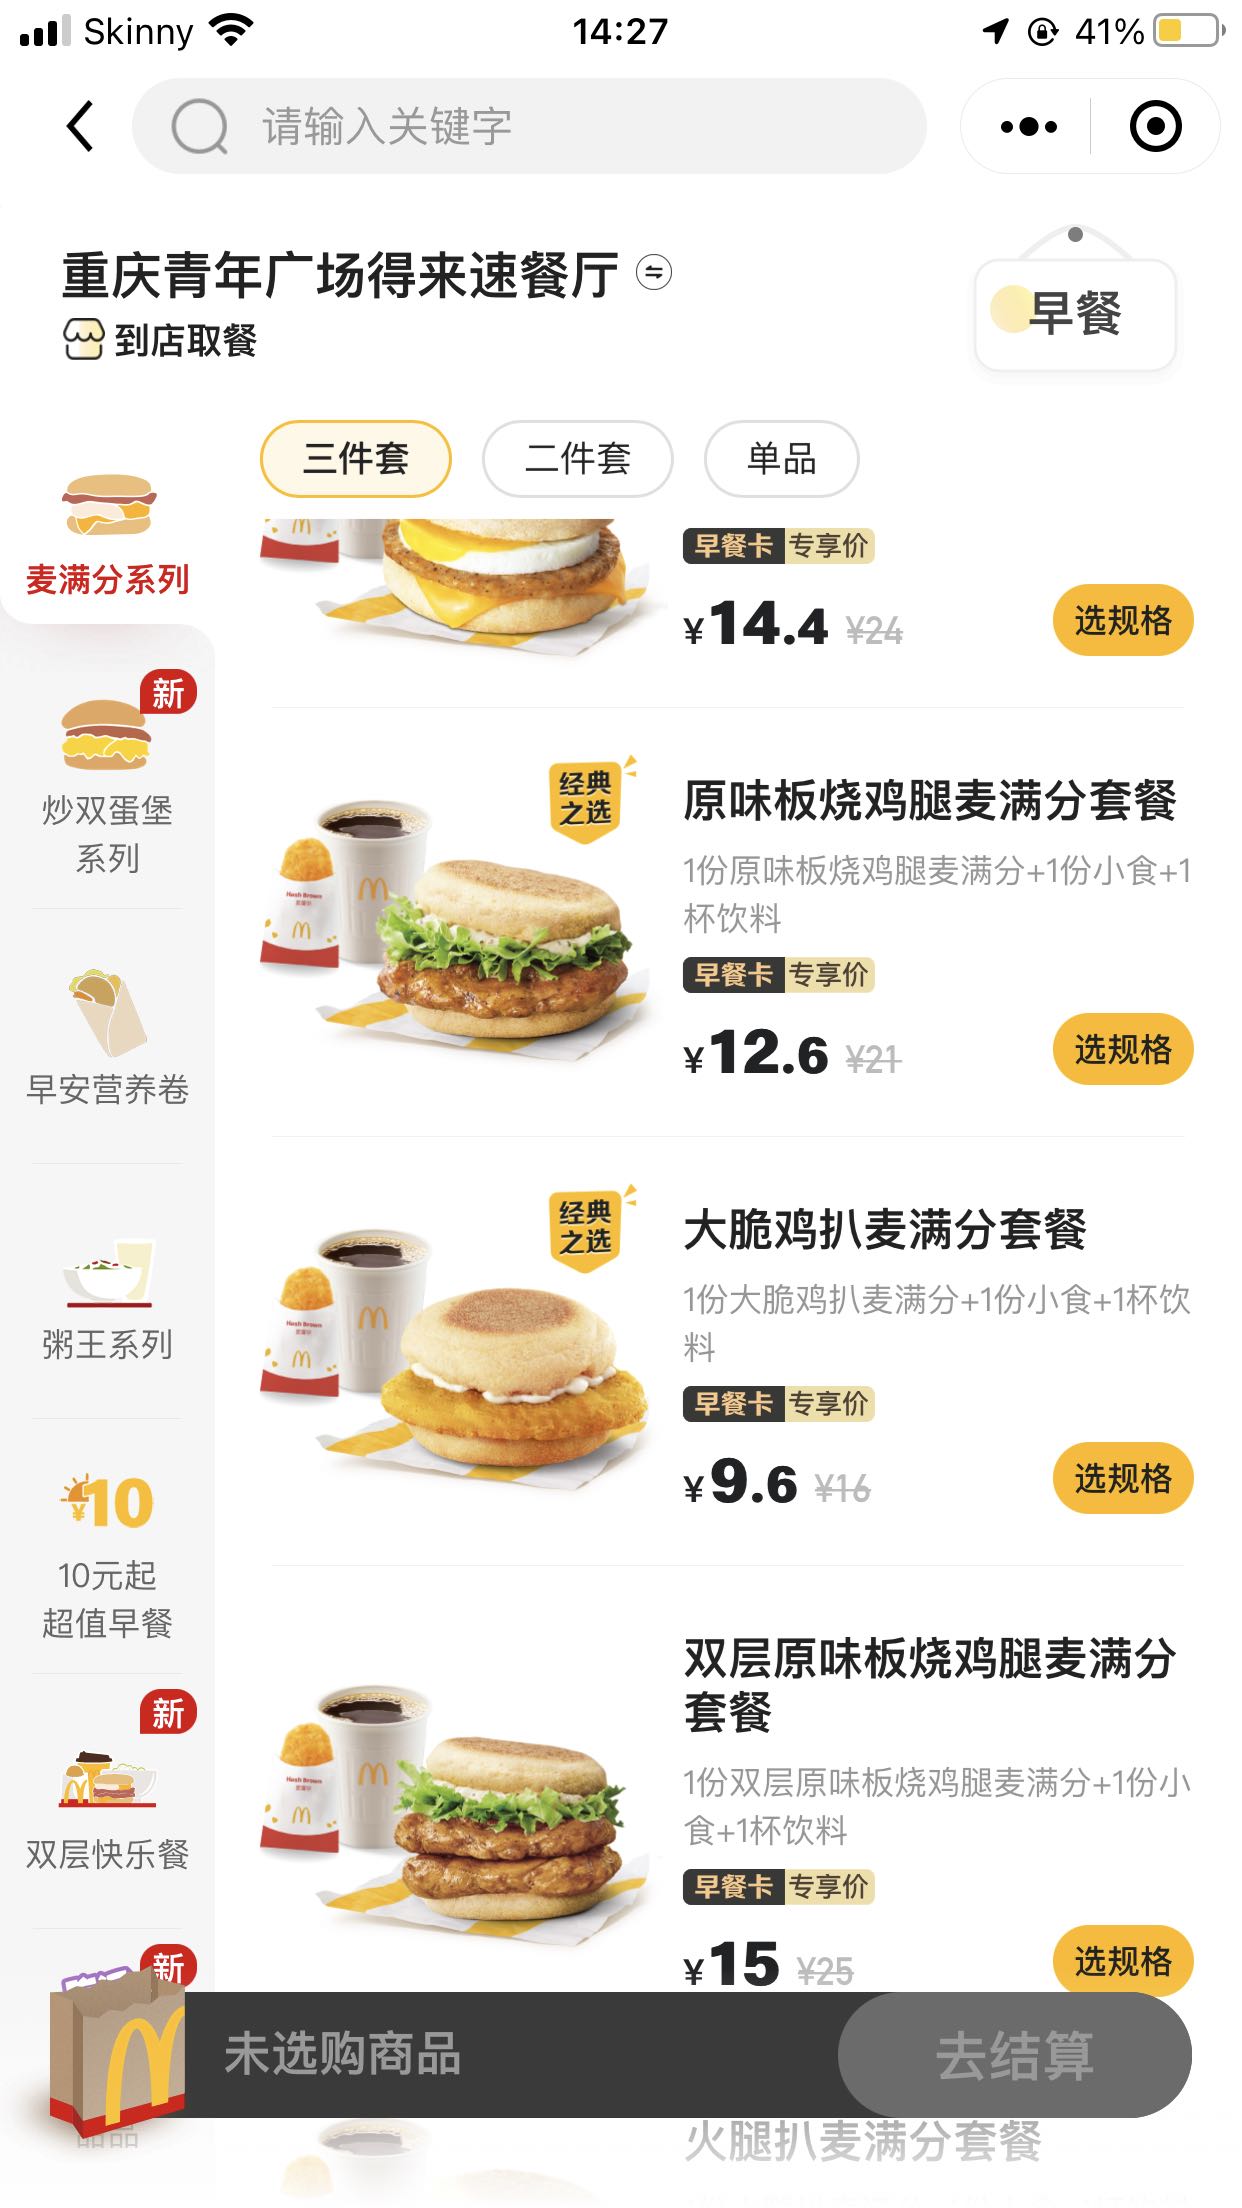 Skinny
14:27
41%
请输入关键字
重庆青年广场得来速餐厅
到店取餐
早餐
三件套
二件套
单品
麦满分系列
新
炒双蛋堡
系列
早安营养卷
粥王系列
¥10
10元起
超值早餐
新
双层快乐餐
新
早餐卡 专享价
¥14.4 ¥24
选规格
经典
之选
Hash Brown
原味板烧鸡腿麦满分套餐
1份原味板烧鸡腿麦满分+1份小食+1
杯饮料
早餐卡 专享价
¥12.6 ¥21
选规格
经典
之选
Hash Brown
大脆鸡扒麦满分套餐
1份大脆鸡扒麦满分+1份小食+1杯饮
料
早餐卡 专享价
¥9.6 ¥16
选规格
Hash Brown
双层原味板烧鸡腿麦满分
套餐
1份双层原味板烧鸡腿麦满分+1份小
食+1杯饮料
早餐卡 专享价
¥15 ¥25
选规格
未选购商品
去结算
火腿扒麦满分套餐